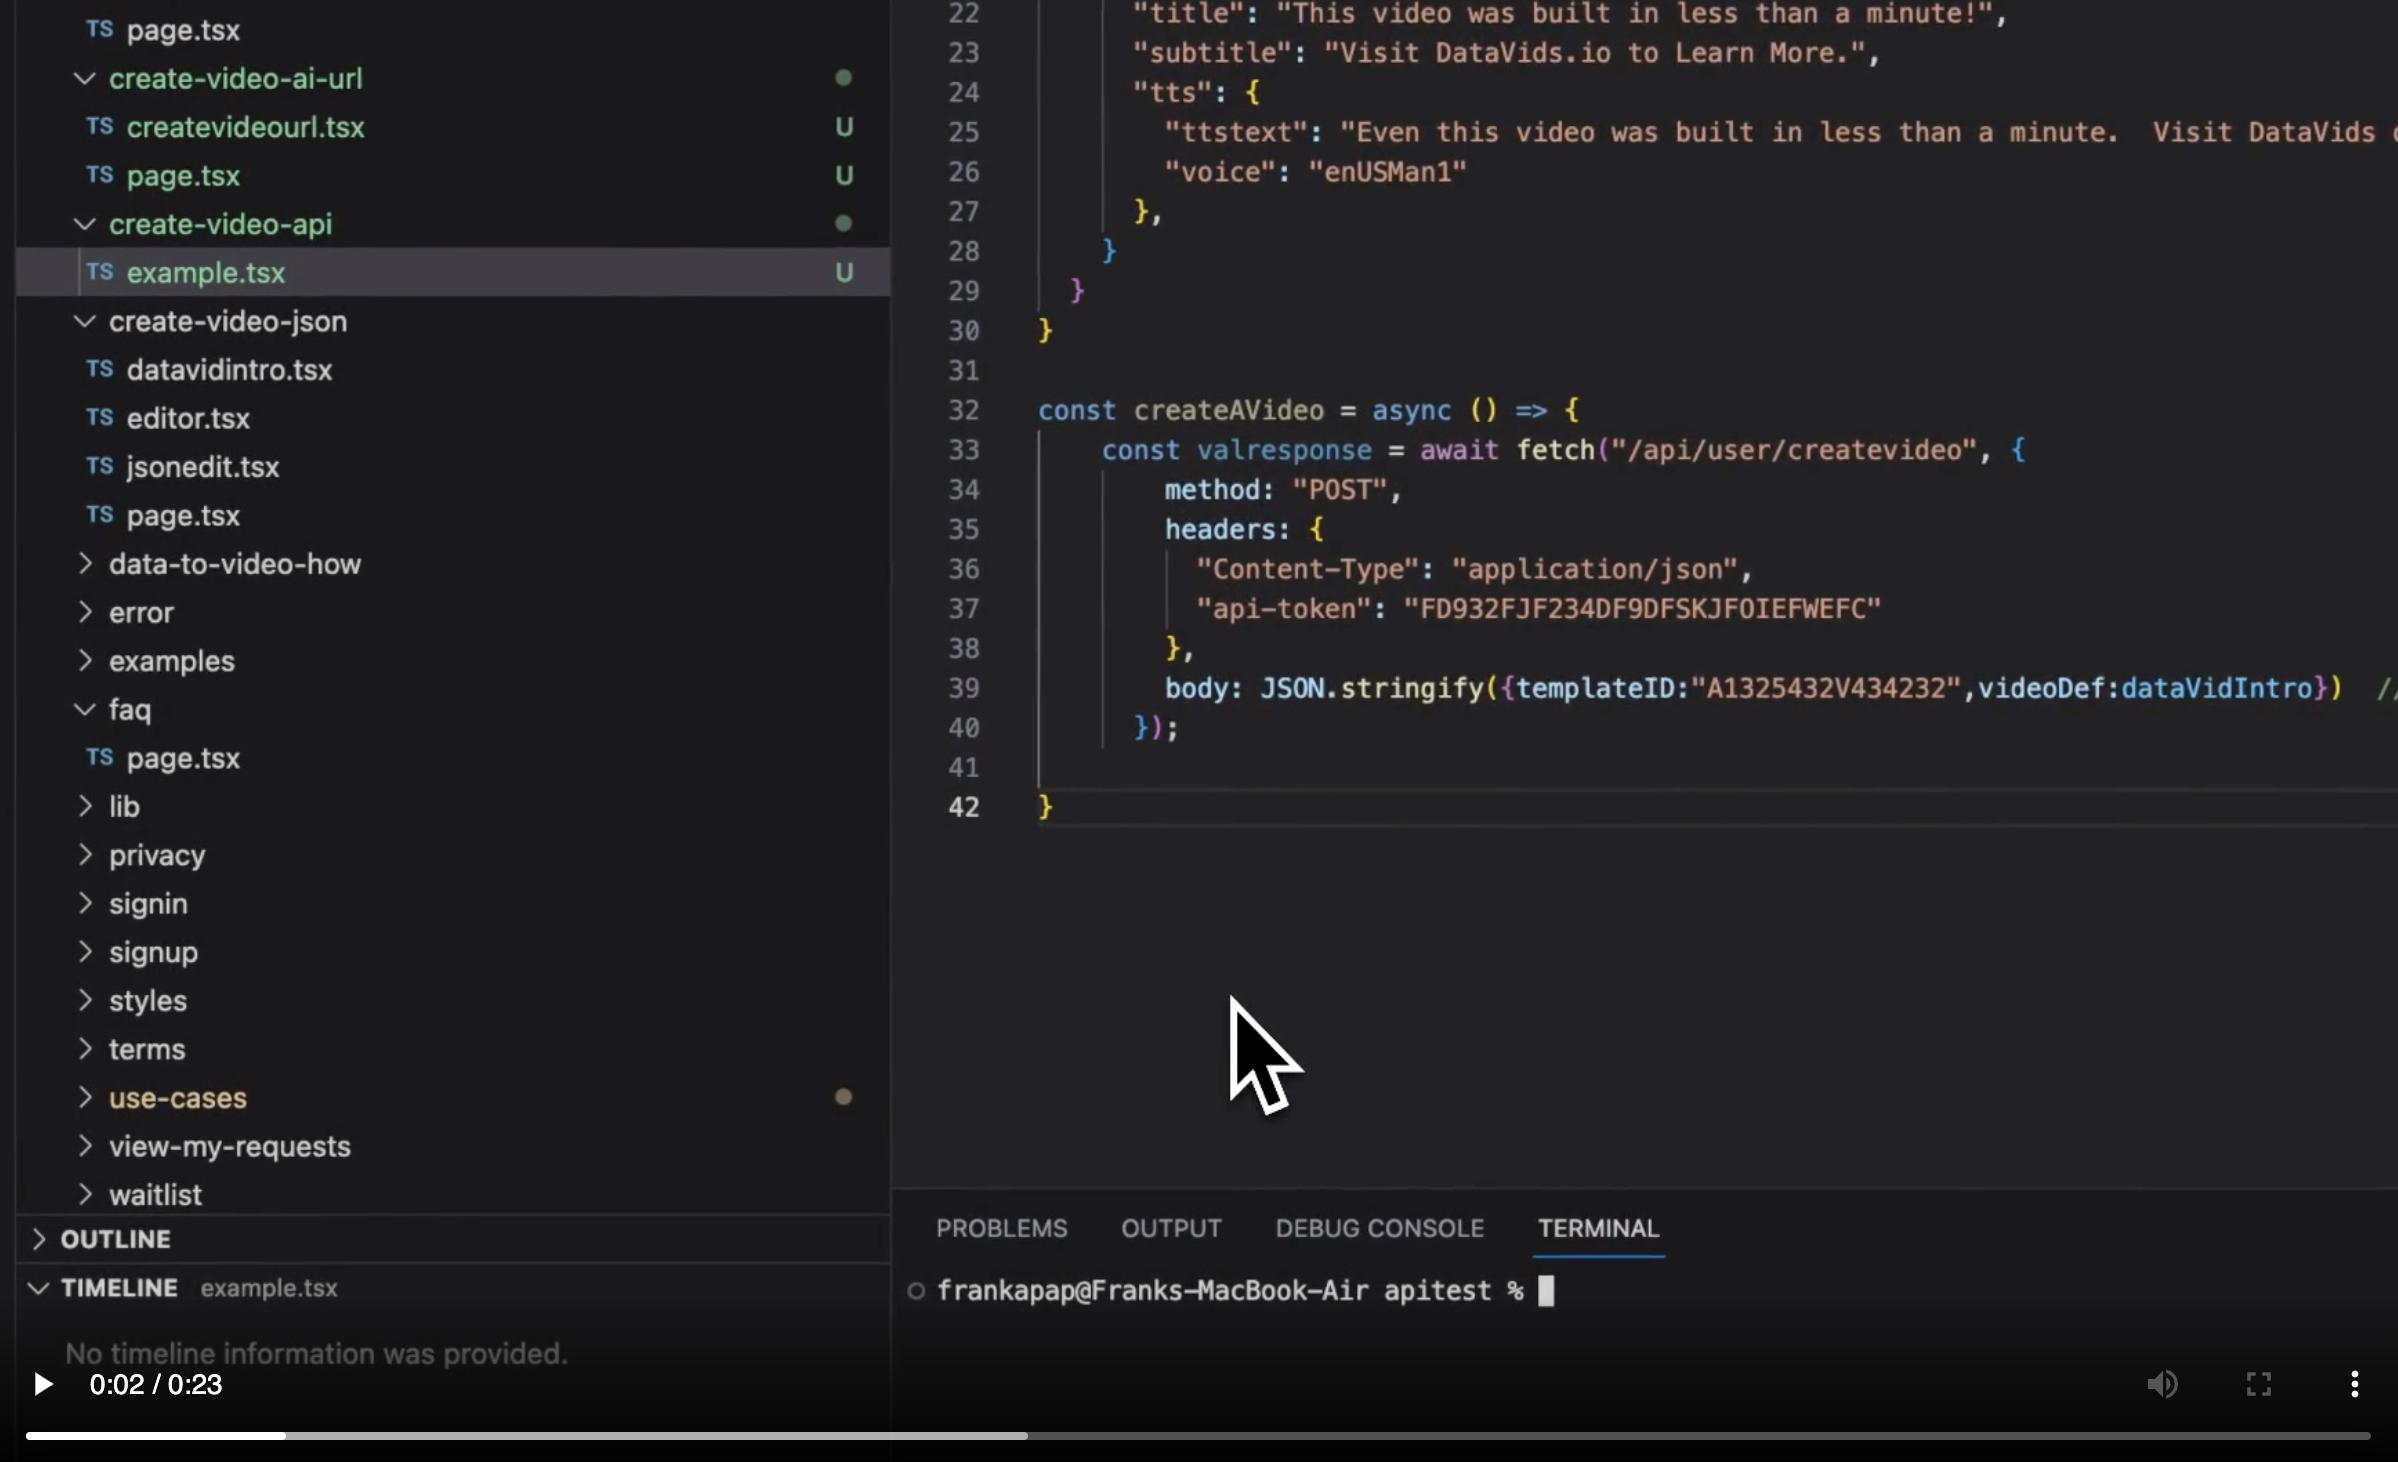 TS page.tsx
create-video-ai-url
TS createvideourl.tsx U
TS page.tsx U
create-video-api
TS example.tsx U
create-video-json
TS datavidintro.tsx
TS editor.tsx
TS jsonedit.tsx
TS page.tsx
data-to-video-how
error
examples
faq
TS page.tsx
lib
privacy
signin
signup
styles
terms
use-cases
view-my-requests
waitlist
OUTLINE
TIMELINE example.tsx
No timeline information was provided.
22 "title": "This video was built in less than a minute!",
23 "subtitle": "Visit DataVids.io to Learn More.",
24 "tts": {
25 "ttstext": "Even this video was built in less than a minute.  Visit DataVids
26 "voice": "enUSMan1"
27 },
28 }
29 }
30 }
31
32 const createAVideo = async () => {
33 const valresponse = await fetch("/api/user/createvideo", {
34 method: "POST",
35 headers: {
36 "Content-Type": "application/json",
37 "api-token": "FD932FJF234DF9DFSKJFOIEFWEFC"
38 },
39 body: JSON.stringify({templateID:"A1325432V434232",videoDef:dataVidIntro}) //
40 });
41
42 }
PROBLEMS OUTPUT DEBUG CONSOLE TERMINAL
frankapap@Franks-MacBook-Air apitest %
0:02 / 0:23